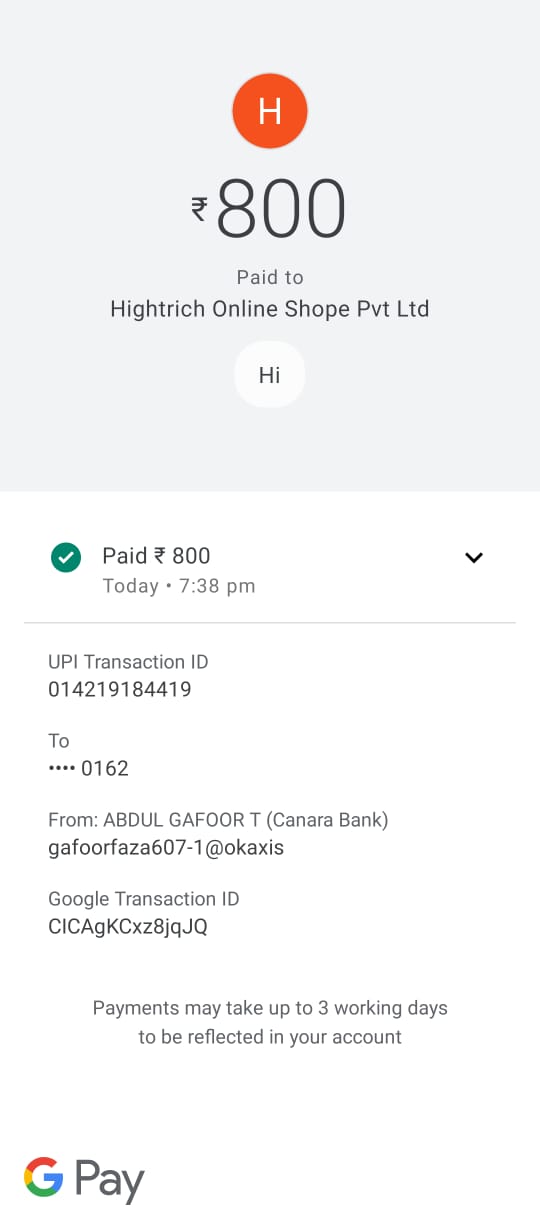 H
₹800
Paid to
Hightrich Online Shope Pvt Ltd
Hi
Paid ₹ 800
Today • 7:38 pm
UPI Transaction ID
014219184419
To
•••• 0162
From: ABDUL GAFOOR T (Canara Bank)
gafoorfaza607-1@okaxis
Google Transaction ID
CICAgKCxz8jqJQ
Payments may take up to 3 working days
to be reflected in your account
G Pay